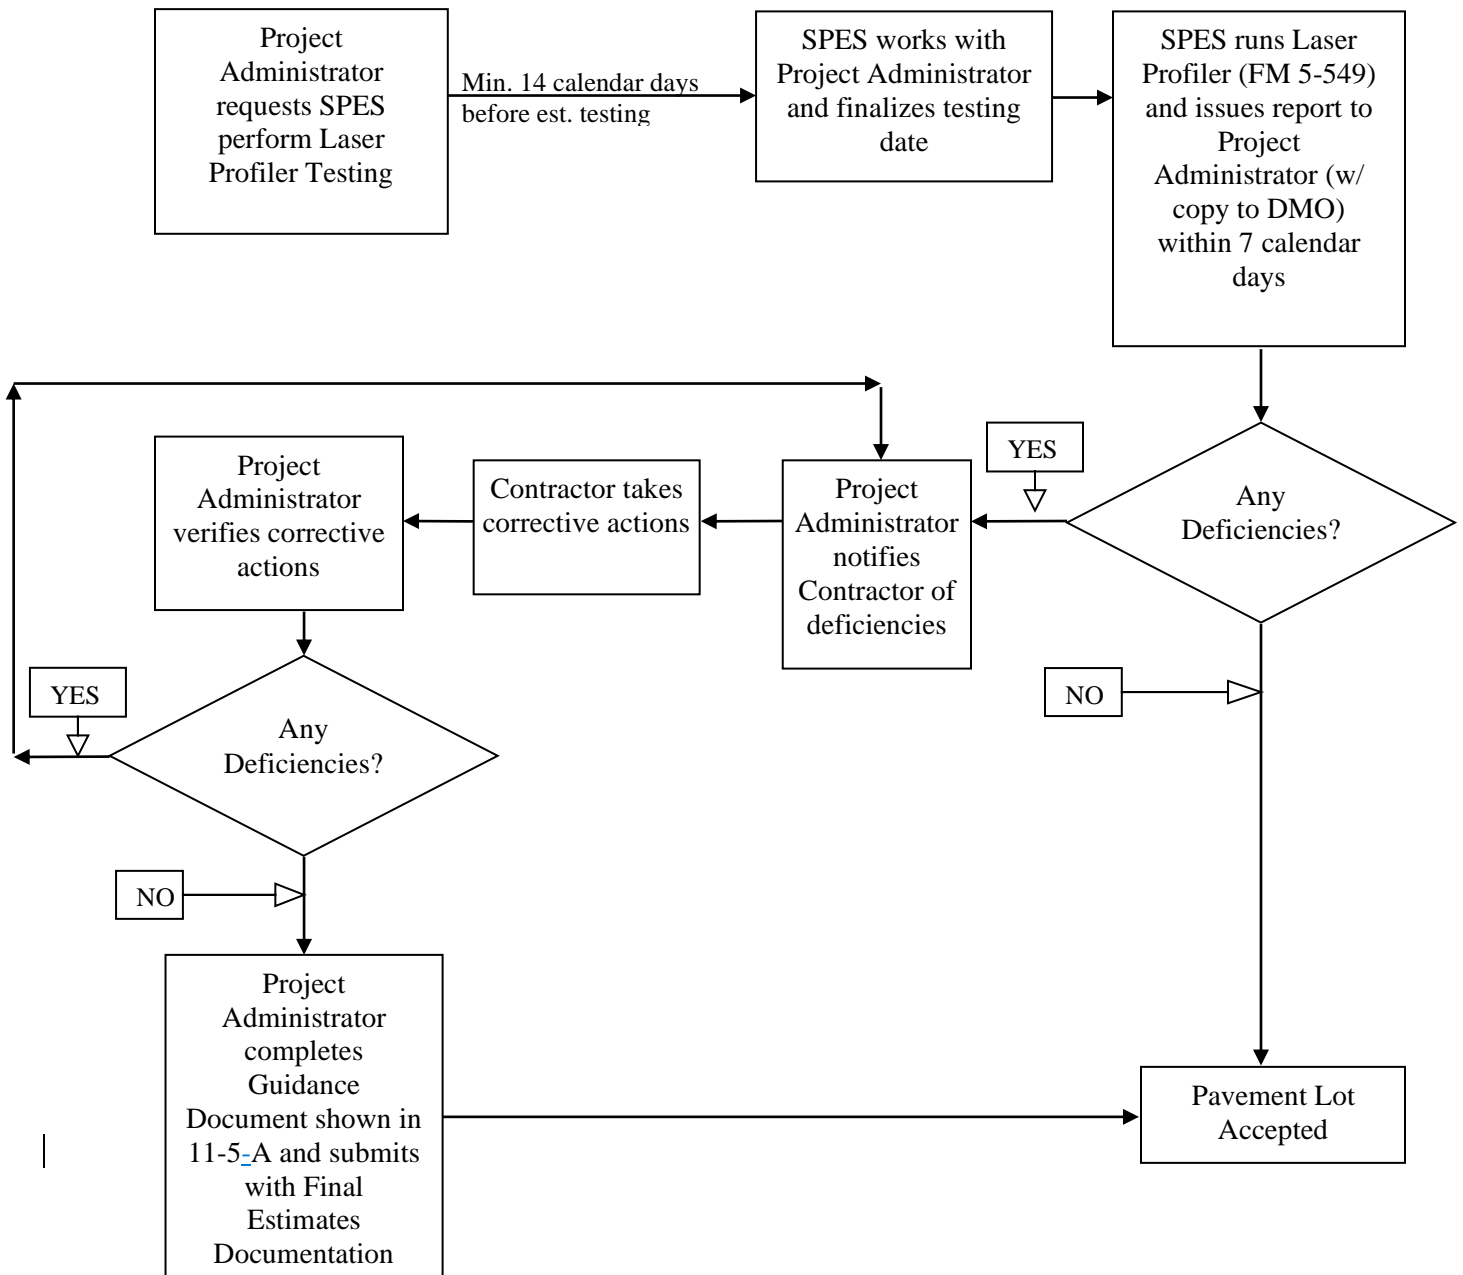 Project
Administrator
requests SPES
perform Laser
Profiler Testing
Min. 14 calendar days
before est. testing
SPES works with
Project Administrator
and finalizes testing
date
SPES runs Laser
Profiler (FM 5-549)
and issues report to
Project
Administrator (w/
copy to DMO)
within 7 calendar
days
Any
Deficiencies?
YES
Project
Administrator
notifies
Contractor of
deficiencies
Contractor takes
corrective actions
Project
Administrator
verifies corrective
actions
YES
Any
Deficiencies?
NO
NO
Project
Administrator
completes
Guidance
Document shown in
11-5-A and submits
with Final
Estimates
Documentation
Pavement Lot
Accepted